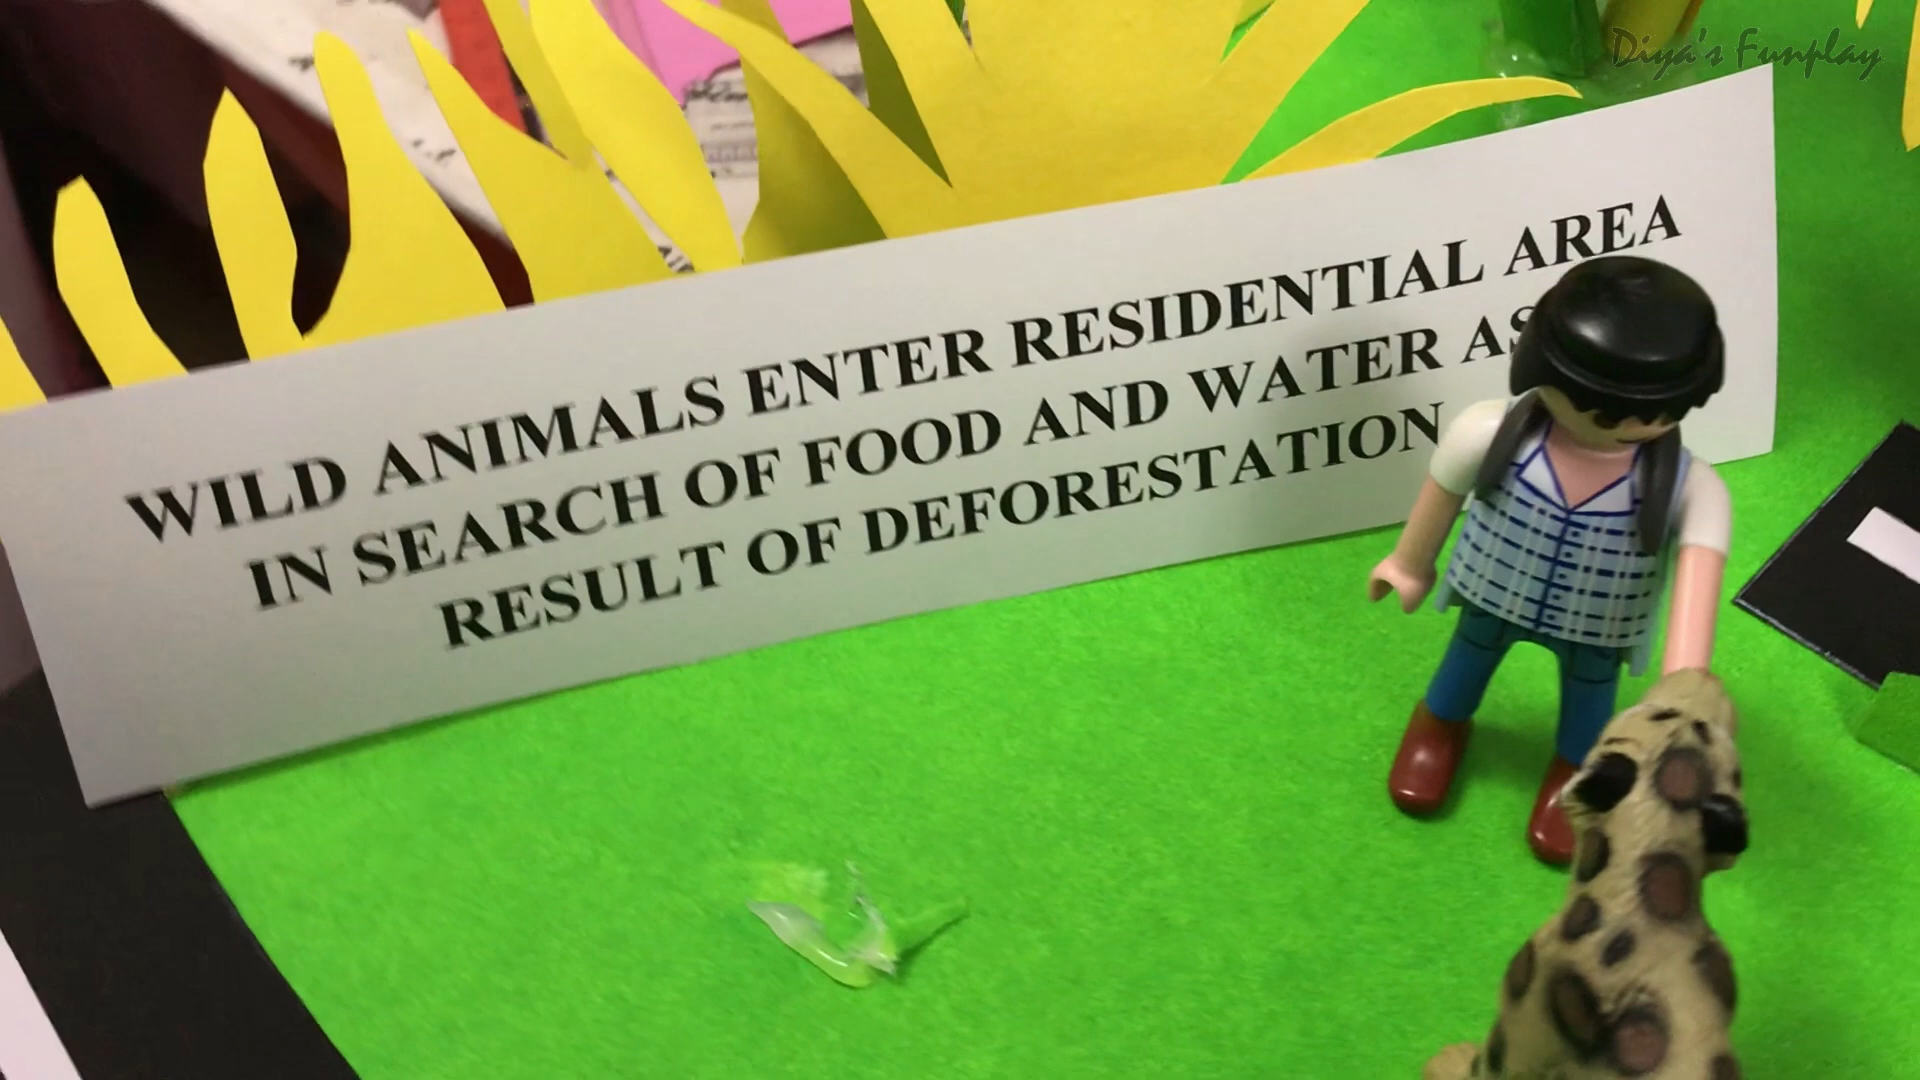 Diya's Funplay
WILD ANIMALS ENTER RESIDENTIAL AREA
IN SEARCH OF FOOD AND WATER AS
RESULT OF DEFORESTATION